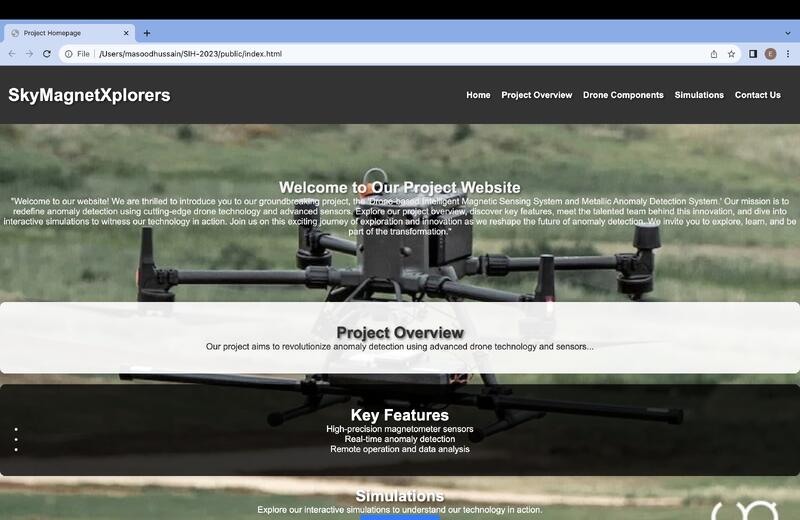 Project Homepage
File /Users/masoodhussain/SIH-2023/public/index.html
E
SkyMagnetXplorers
Home Project Overview Drone Components Simulations Contact Us
Welcome to Our Project Website
"Welcome to our website! We are thrilled to introduce you to our groundbreaking project, the 'Drone-based Intelligent Magnetic Sensing System and Metallic Anomaly Detection System.' Our mission is to
redefine anomaly detection using cutting-edge drone technology and advanced sensors. Explore our project overview, discover key features, meet the talented team behind this innovation, and dive into
interactive simulations to witness our technology in action. Join us on this exciting journey of exploration and innovation as we reshape the future of anomaly detection. We invite you to explore, learn, and be
part of the transformation."
Project Overview
Our project aims to revolutionize anomaly detection using advanced drone technology and sensors...
Key Features
High-precision magnetometer sensors
Real-time anomaly detection
Remote operation and data analysis
Simulations
Explore our interactive simulations to understand our technology in action.